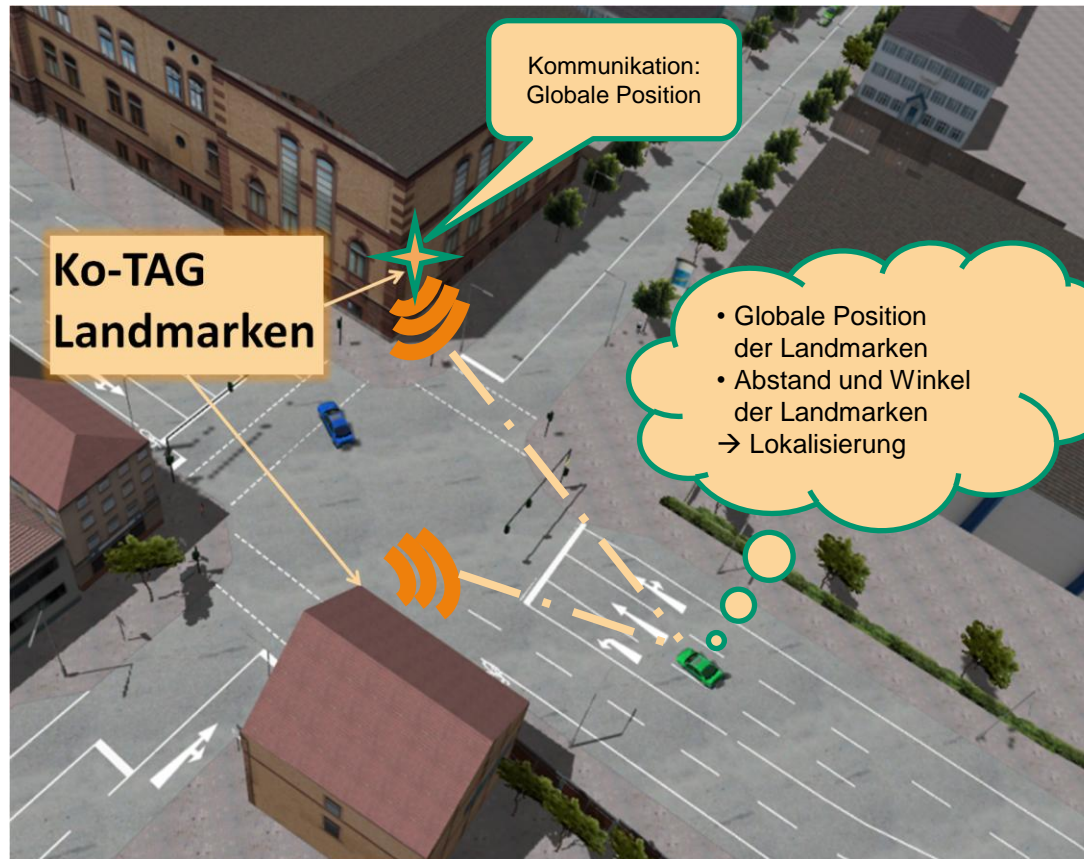 Kommunikation:
Globale Position
Ko-TAG
Landmarken
• Globale Position
der Landmarken
• Abstand und Winkel
der Landmarken
→ Lokalisierung